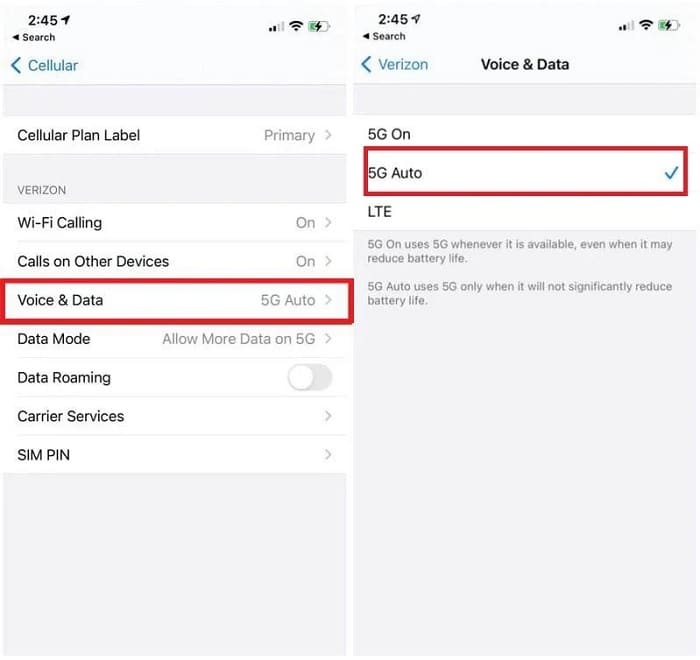 2:45
Search
Cellular
Cellular Plan Label Primary
VERIZON
Wi-Fi Calling On
Calls on Other Devices On
Voice & Data 5G Auto
Data Mode Allow More Data on 5G
Data Roaming
Carrier Services
SIM PIN
2:45
Search
Verizon Voice & Data
5G On
5G Auto
LTE
5G On uses 5G whenever it is available, even when it may
reduce battery life.
5G Auto uses 5G only when it will not significantly reduce
battery life.